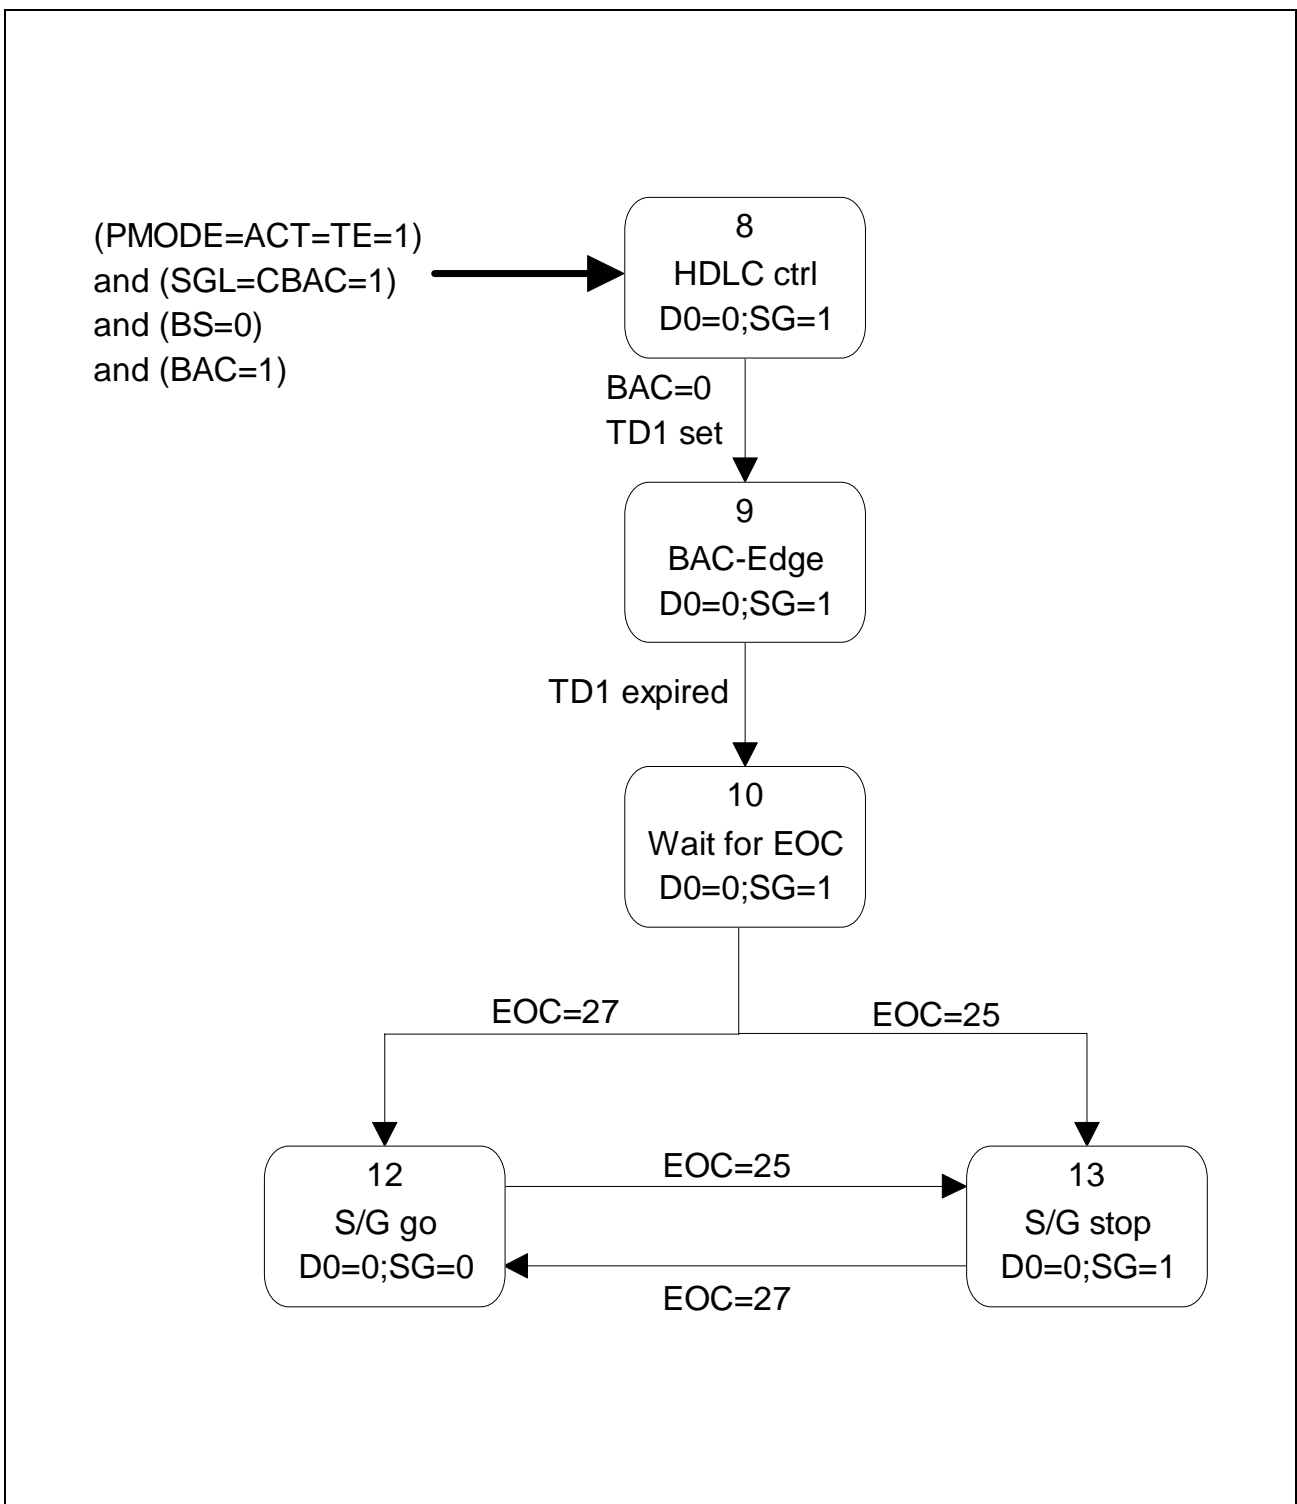 (PMODE=ACT=TE=1)
and (SGL=CBAC=1)
and (BS=0)
and (BAC=1)
8
HDLC ctrl
D0=0;SG=1
BAC=0
TD1 set
9
BAC-Edge
D0=0;SG=1
TD1 expired
10
Wait for EOC
D0=0;SG=1
EOC=27
EOC=25
12
S/G go
D0=0;SG=0
EOC=25
EOC=27
13
S/G stop
D0=0;SG=1